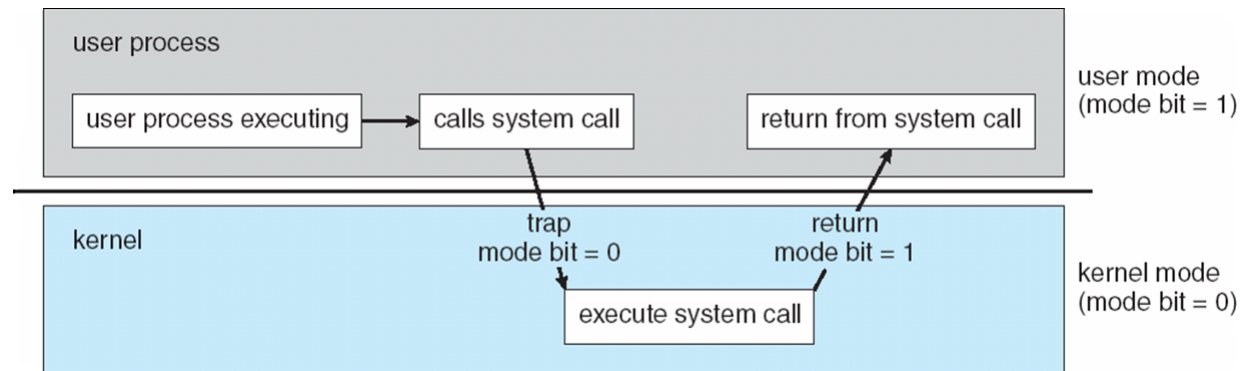 user process
user process executing
calls system call
return from system call
user mode
(mode bit = 1)
kernel
trap
mode bit = 0
return
mode bit = 1
execute system call
kernel mode
(mode bit = 0)